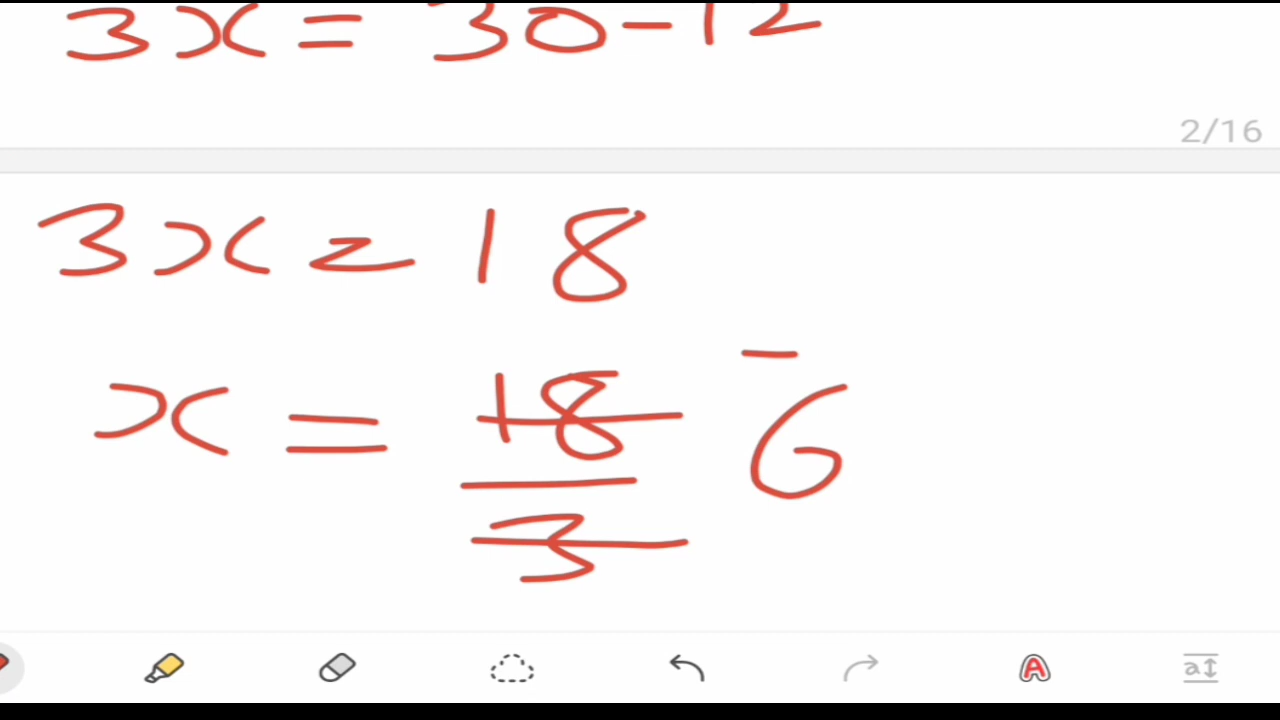 3x = 30 - 12
2/16
3x = 18
x = 18/3 6
A
a